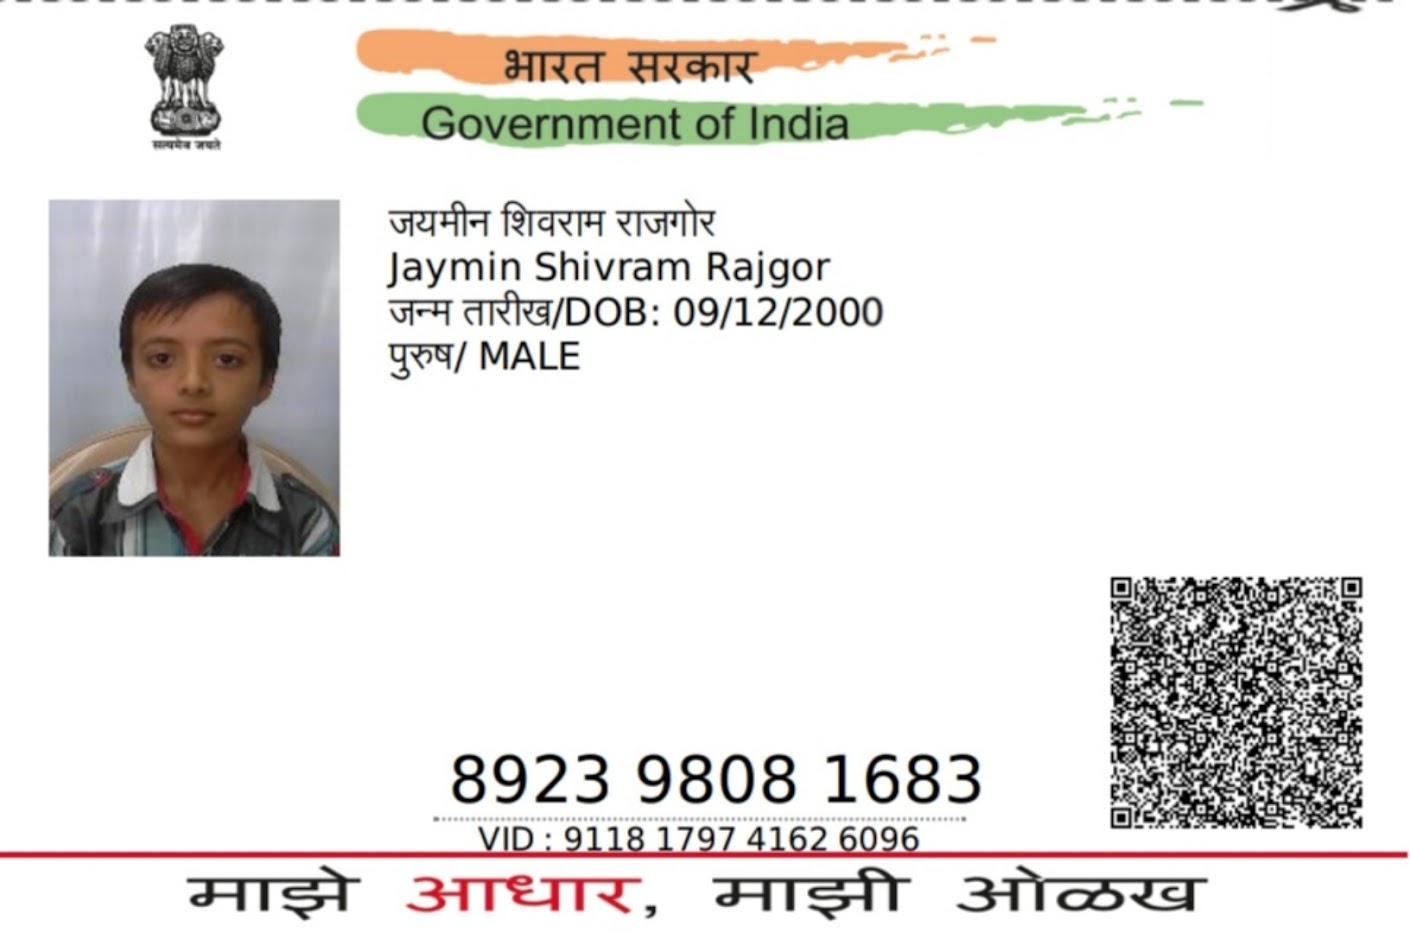 सत्यमेव जयते
भारत सरकार
Government of India
जयमीन शिवराम राजगोर
Jaymin Shivram Rajgor
जन्म तारीख/DOB: 09/12/2000
पुरुष/ MALE
8923 9808 1683
VID : 9118 1797 4162 6096
माझे आधार, माझी ओळख